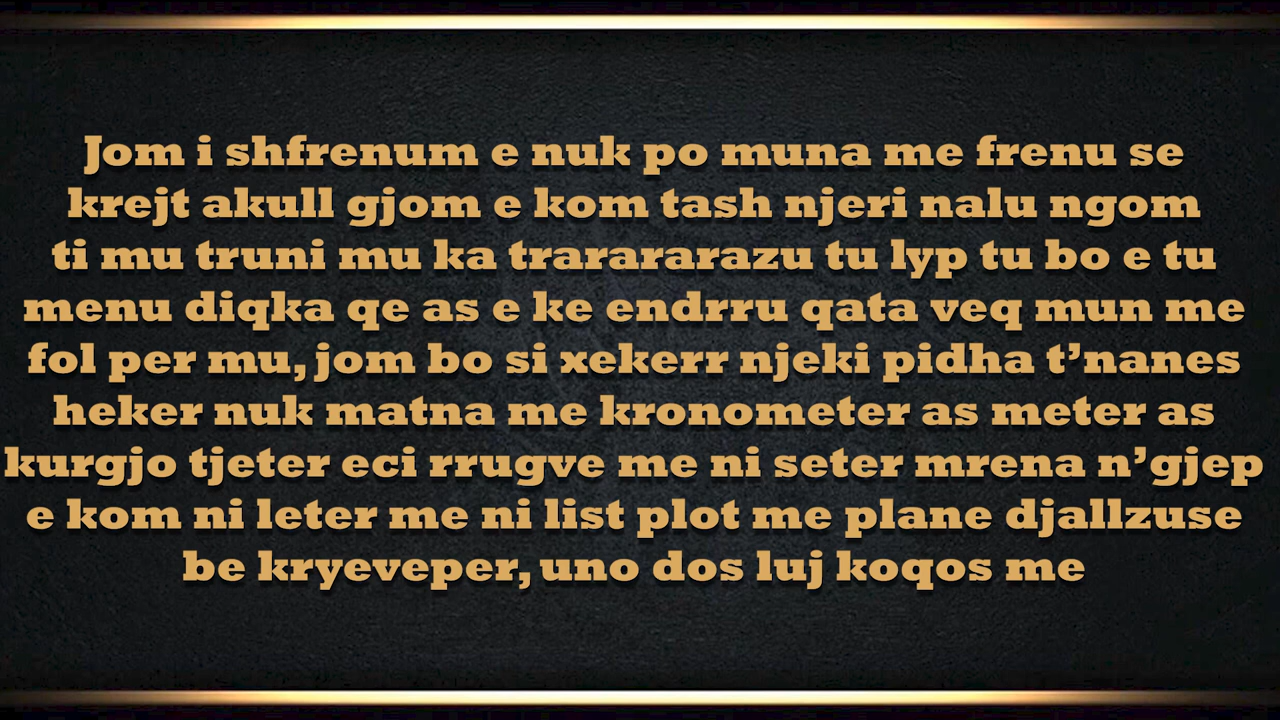 Jom i shfrenum e nuk po muna me frenu se
krejt akull gjom e kom tash njeri nalu ngom
ti mu truni mu ka trarararazu tu lyp tu bo e tu
menu diqka qe as e ke endrru qata veq mun me
fol per mu, jom bo si xekerr njeki pidha t’nanes
heker nuk matna me kronometer as meter as
kurgjo tjeter eci rrugve me ni seter mrena n’gjep
e kom ni leter me ni list plot me plane djallzuse
be kryeveper, uno dos luj koqos me